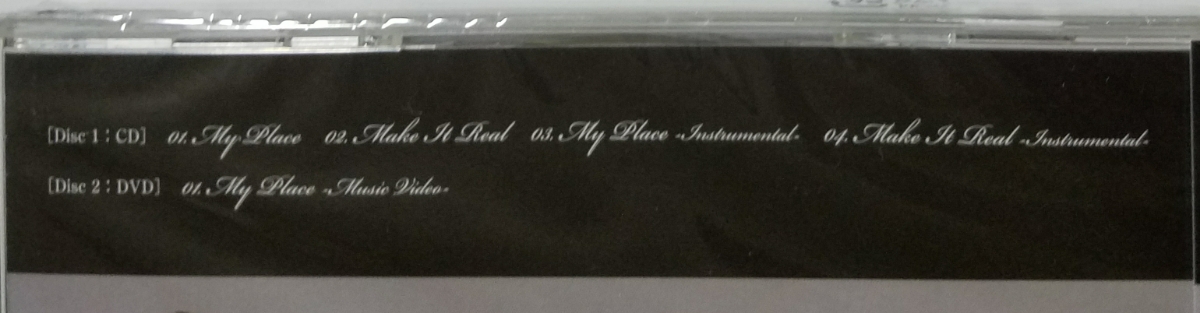 [Disc 1:CD] 01. My Place 02. Make It Real 03. My Place -Instrumental- 04. Make It Real -Instrumental-
[Disc 2:DVD] 01. My Place -Music Video-